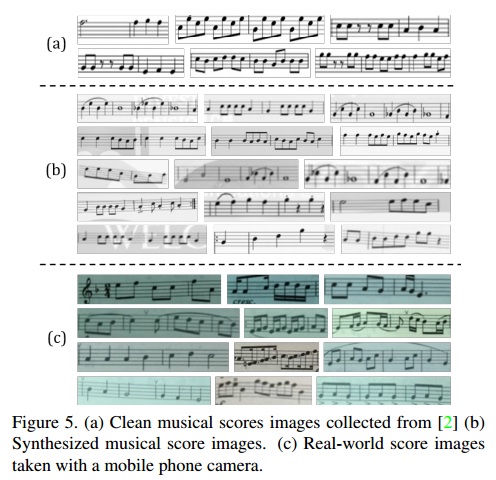 (a)
(b)
(c)
Figure 5. (a) Clean musical scores images collected from [2] (b)
Synthesized musical score images. (c) Real-world score images
taken with a mobile phone camera.